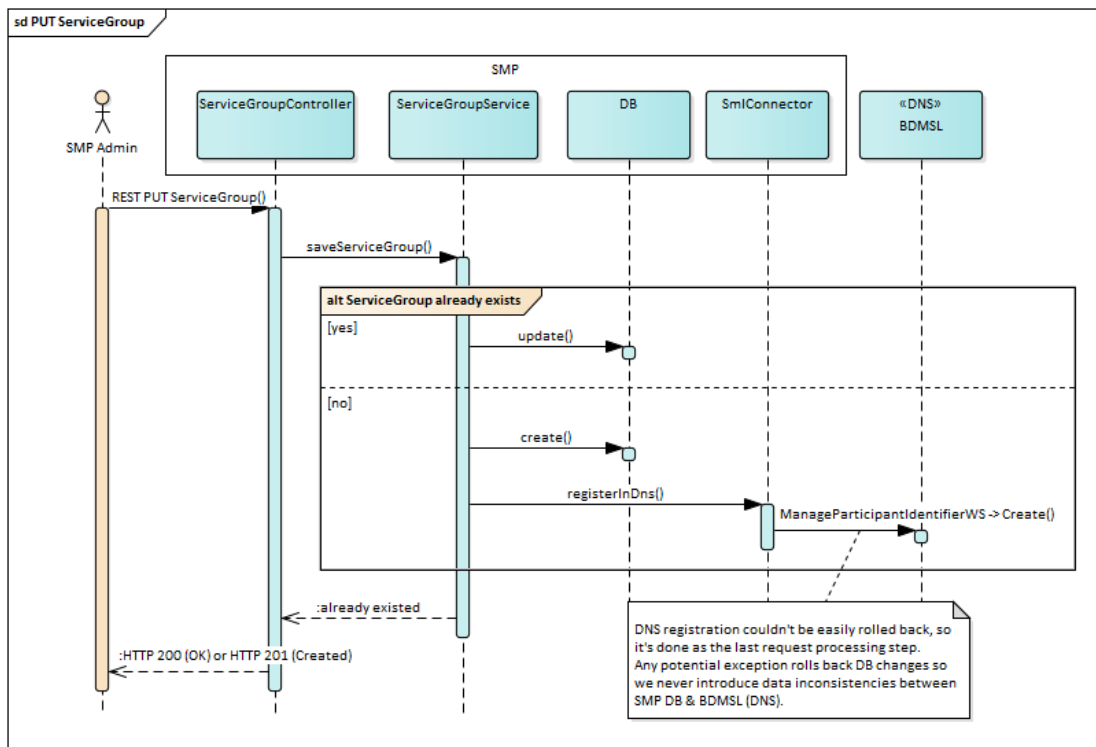 sd PUT ServiceGroup
SMP
ServiceGroupController
ServiceGroupService
DB
SmlConnector
«DNS»
BDMSL
SMP Admin
REST PUT ServiceGroup()
saveServiceGroup()
alt ServiceGroup already exists
[yes]
update()
[no]
create()
registerInDns()
ManageParticipantIdentifierWS -> Create()
:already existed
:HTTP 200 (OK) or HTTP 201 (Created)
DNS registration couldn't be easily rolled back, so
it's done as the last request processing step.
Any potential exception rolls back DB changes so
we never introduce data inconsistencies between
SMP DB & BDMSL (DNS).